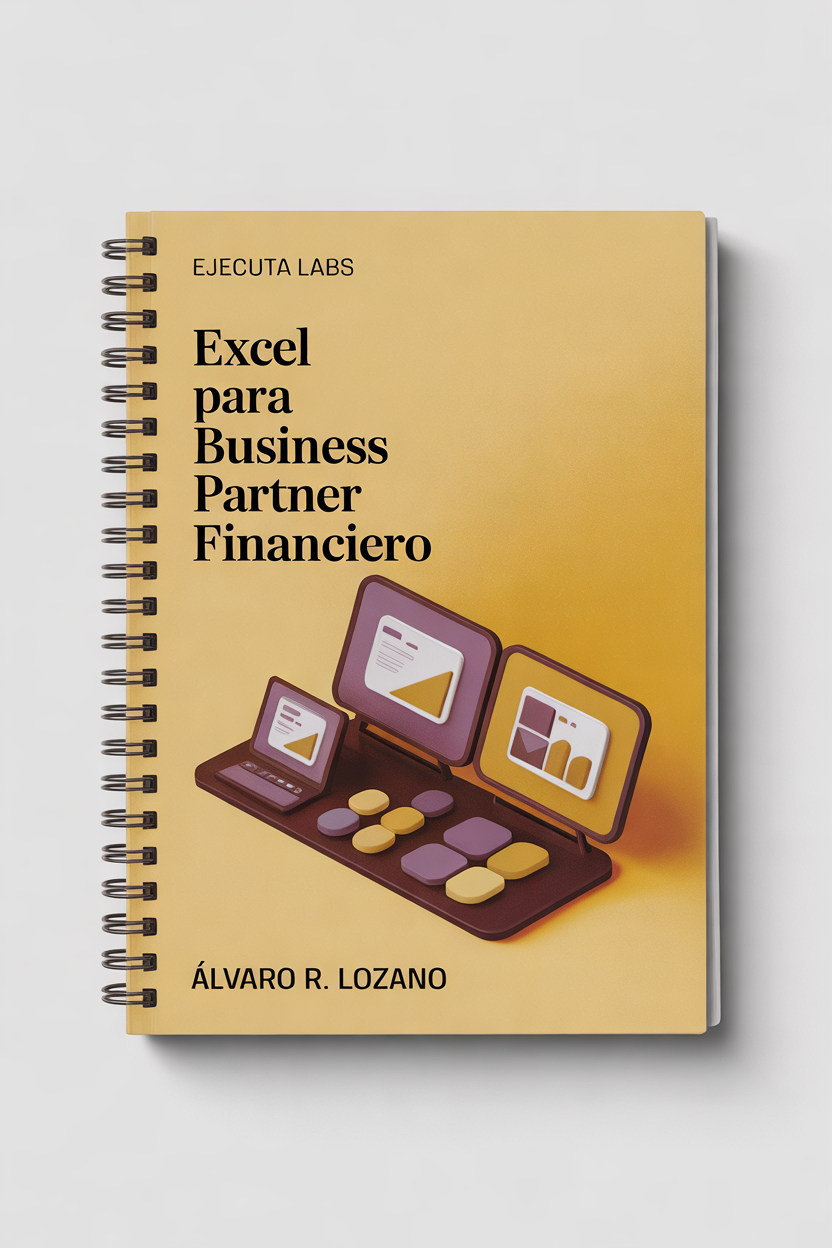 EJECUTA LABS
Excel
para
Business
Partner
Financiero
ÁLVARO R. LOZANO